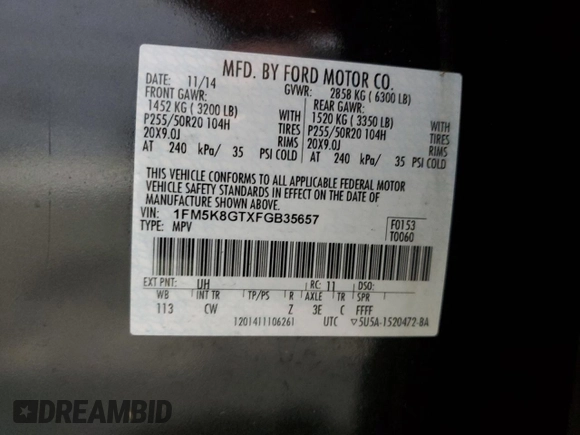 MFD. BY FORD MOTOR CO.
DATE: 11/14 GVWR: 2858 KG ( 6300 LB)
FRONT GAWR: REAR GAWR:
1452 KG ( 3200 LB) WITH 1520 KG ( 3350 LB) WITH
P255/50R20 104H TIRES P255/50R20 104H TIRES
20X9.0J RIMS 20X9.0J RIMS
AT 240 kPa/ 35 PSI COLD AT 240 kPa/ 35 PSI COLD
THIS VEHICLE CONFORMS TO ALL APPLICABLE FEDERAL MOTOR
VEHICLE SAFETY STANDARDS IN EFFECT ON THE DATE OF
MANUFACTURE SHOWN ABOVE.
VIN: 1FM5K8GTXFGB35657 F0153
TYPE: MPV T0060
EXT PNT: UH RC: 11 DSO:
WB INT TR TP/PS R AXLE TR SPR
113 CW Z 3E C FFFF
1201411106261 UTC ▽5U5A-1520472-BA
DREAMBID